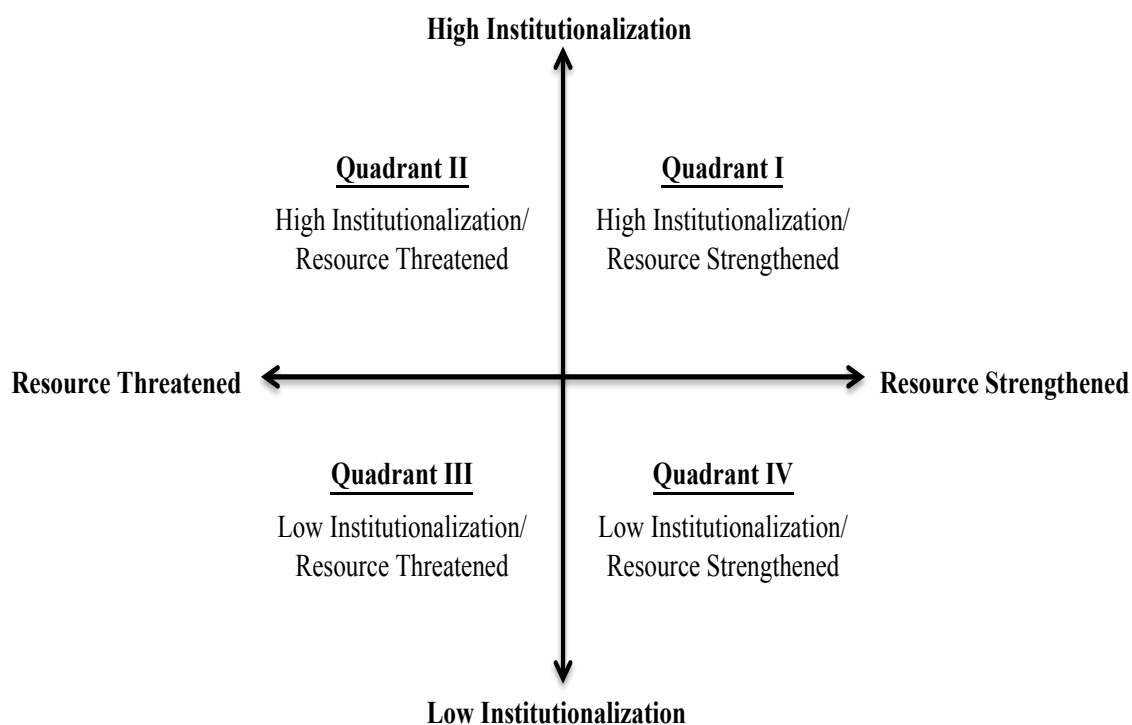 High Institutionalization
Quadrant II
High Institutionalization/
Resource Threatened
Quadrant I
High Institutionalization/
Resource Strengthened
Resource Threatened
Resource Strengthened
Quadrant III
Low Institutionalization/
Resource Threatened
Quadrant IV
Low Institutionalization/
Resource Strengthened
Low Institutionalization